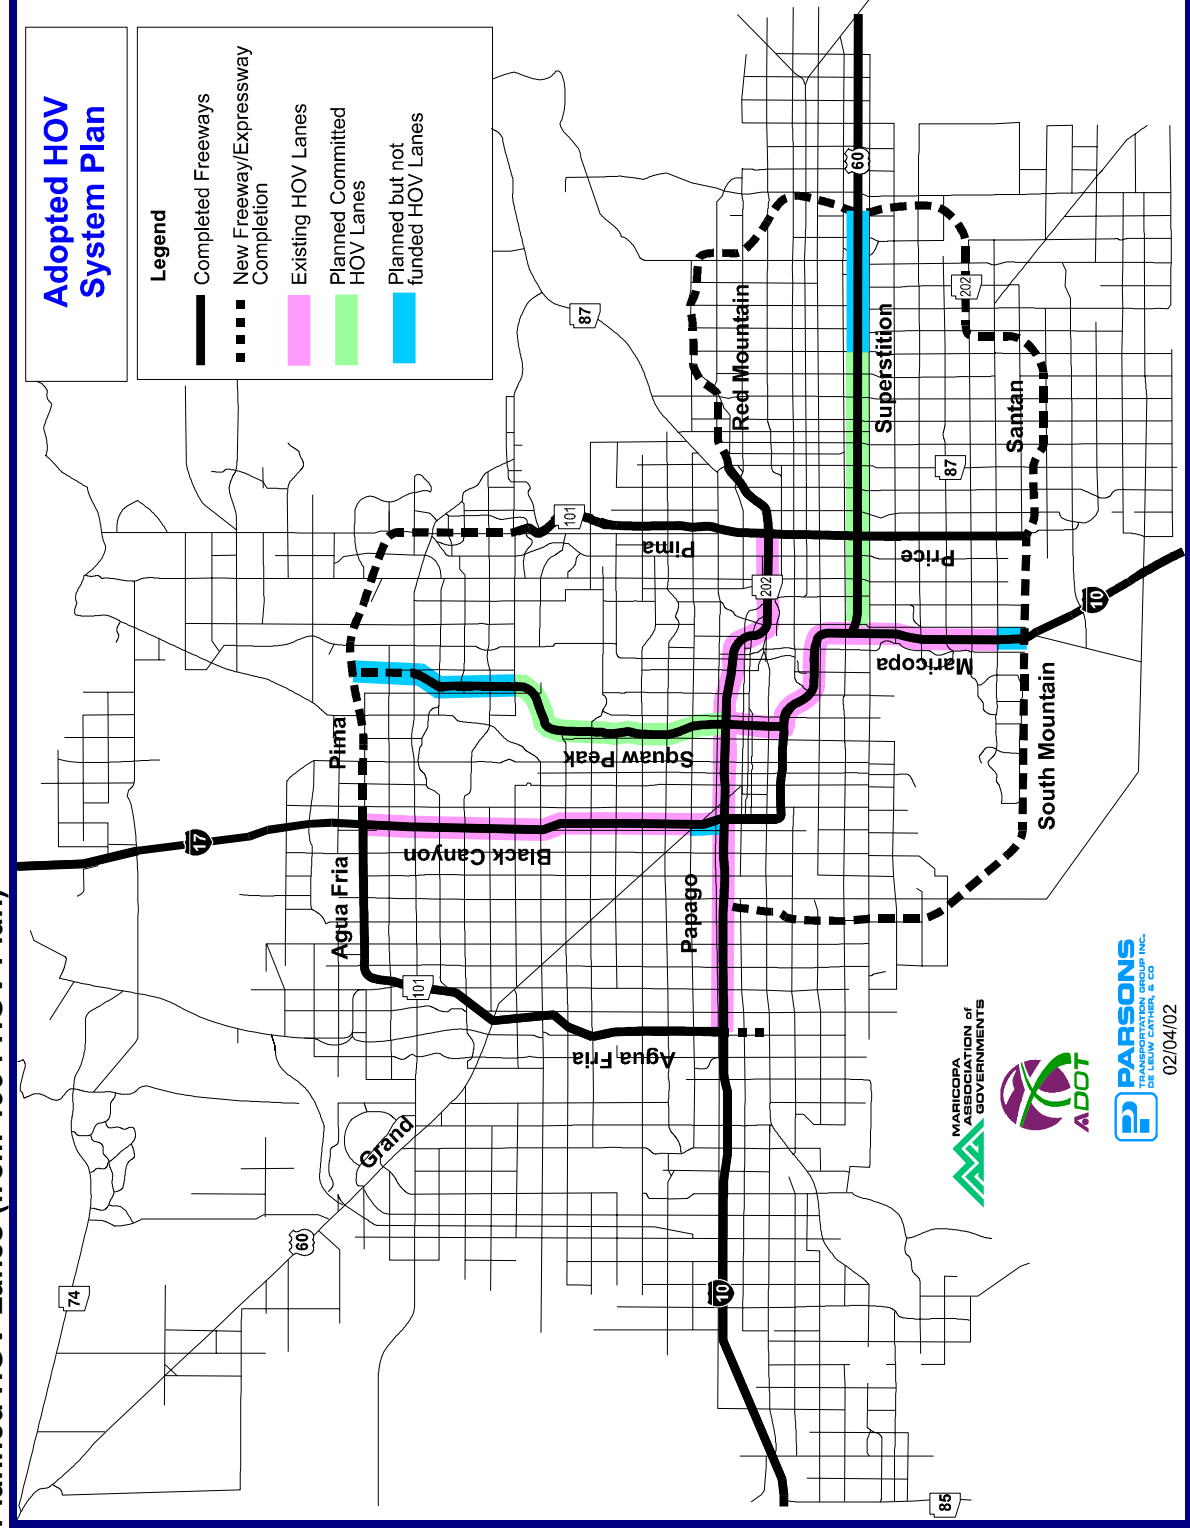 Adopted HOV
System Plan
Legend
Completed Freeways
New Freeway/Expressway
Completion
Existing HOV Lanes
Planned Committed
HOV Lanes
Planned but not
funded HOV Lanes
74
60
Grand
17
Agua Fria
Pima
101
101
Black Canyon
Squaw Peak
Pima
87
Red Mountain
Agua Fria
Papago
10
202
60
Superstition
Price
87
202
Santan
Maricopa
10
South Mountain
85
MARICOPA
ASSOCIATION of
GOVERNMENTS
ADOT
PARSONS
TRANSPORTATION GROUP INC.
DE LEUW CATHER, & CO
02/04/02